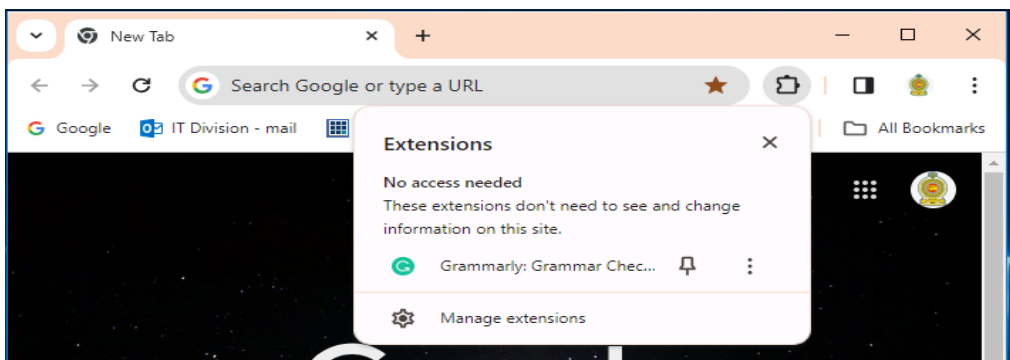 New Tab
Search Google or type a URL
Google IT Division - mail All Bookmarks
Extensions
No access needed
These extensions don't need to see and change
information on this site.
Grammarly: Grammar Chec...
Manage extensions